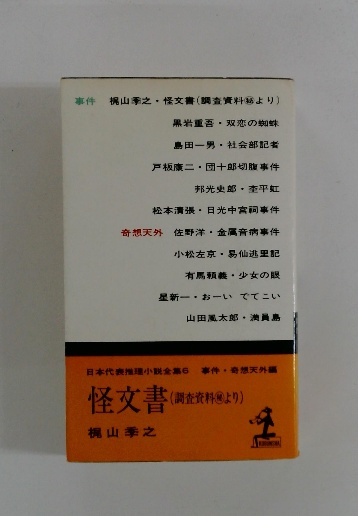 事件 梶山季之・怪文書(調査資料㊙より)
黒岩重吾・双恋の蜘蛛
島田一男・社会部記者
戸板康二・団十郎切腹事件
邦光史郎・杢平虹
松本清張・日光中宮祠事件
奇想天外 佐野洋・金属音病事件
小松左京・易仙逃里記
有馬頼義・少女の眼
星新一・おーい でてこい
山田風太郎・満員島
日本代表推理小説全集6 事件・奇想天外編
怪文書(調査資料㊙より)
梶山季之